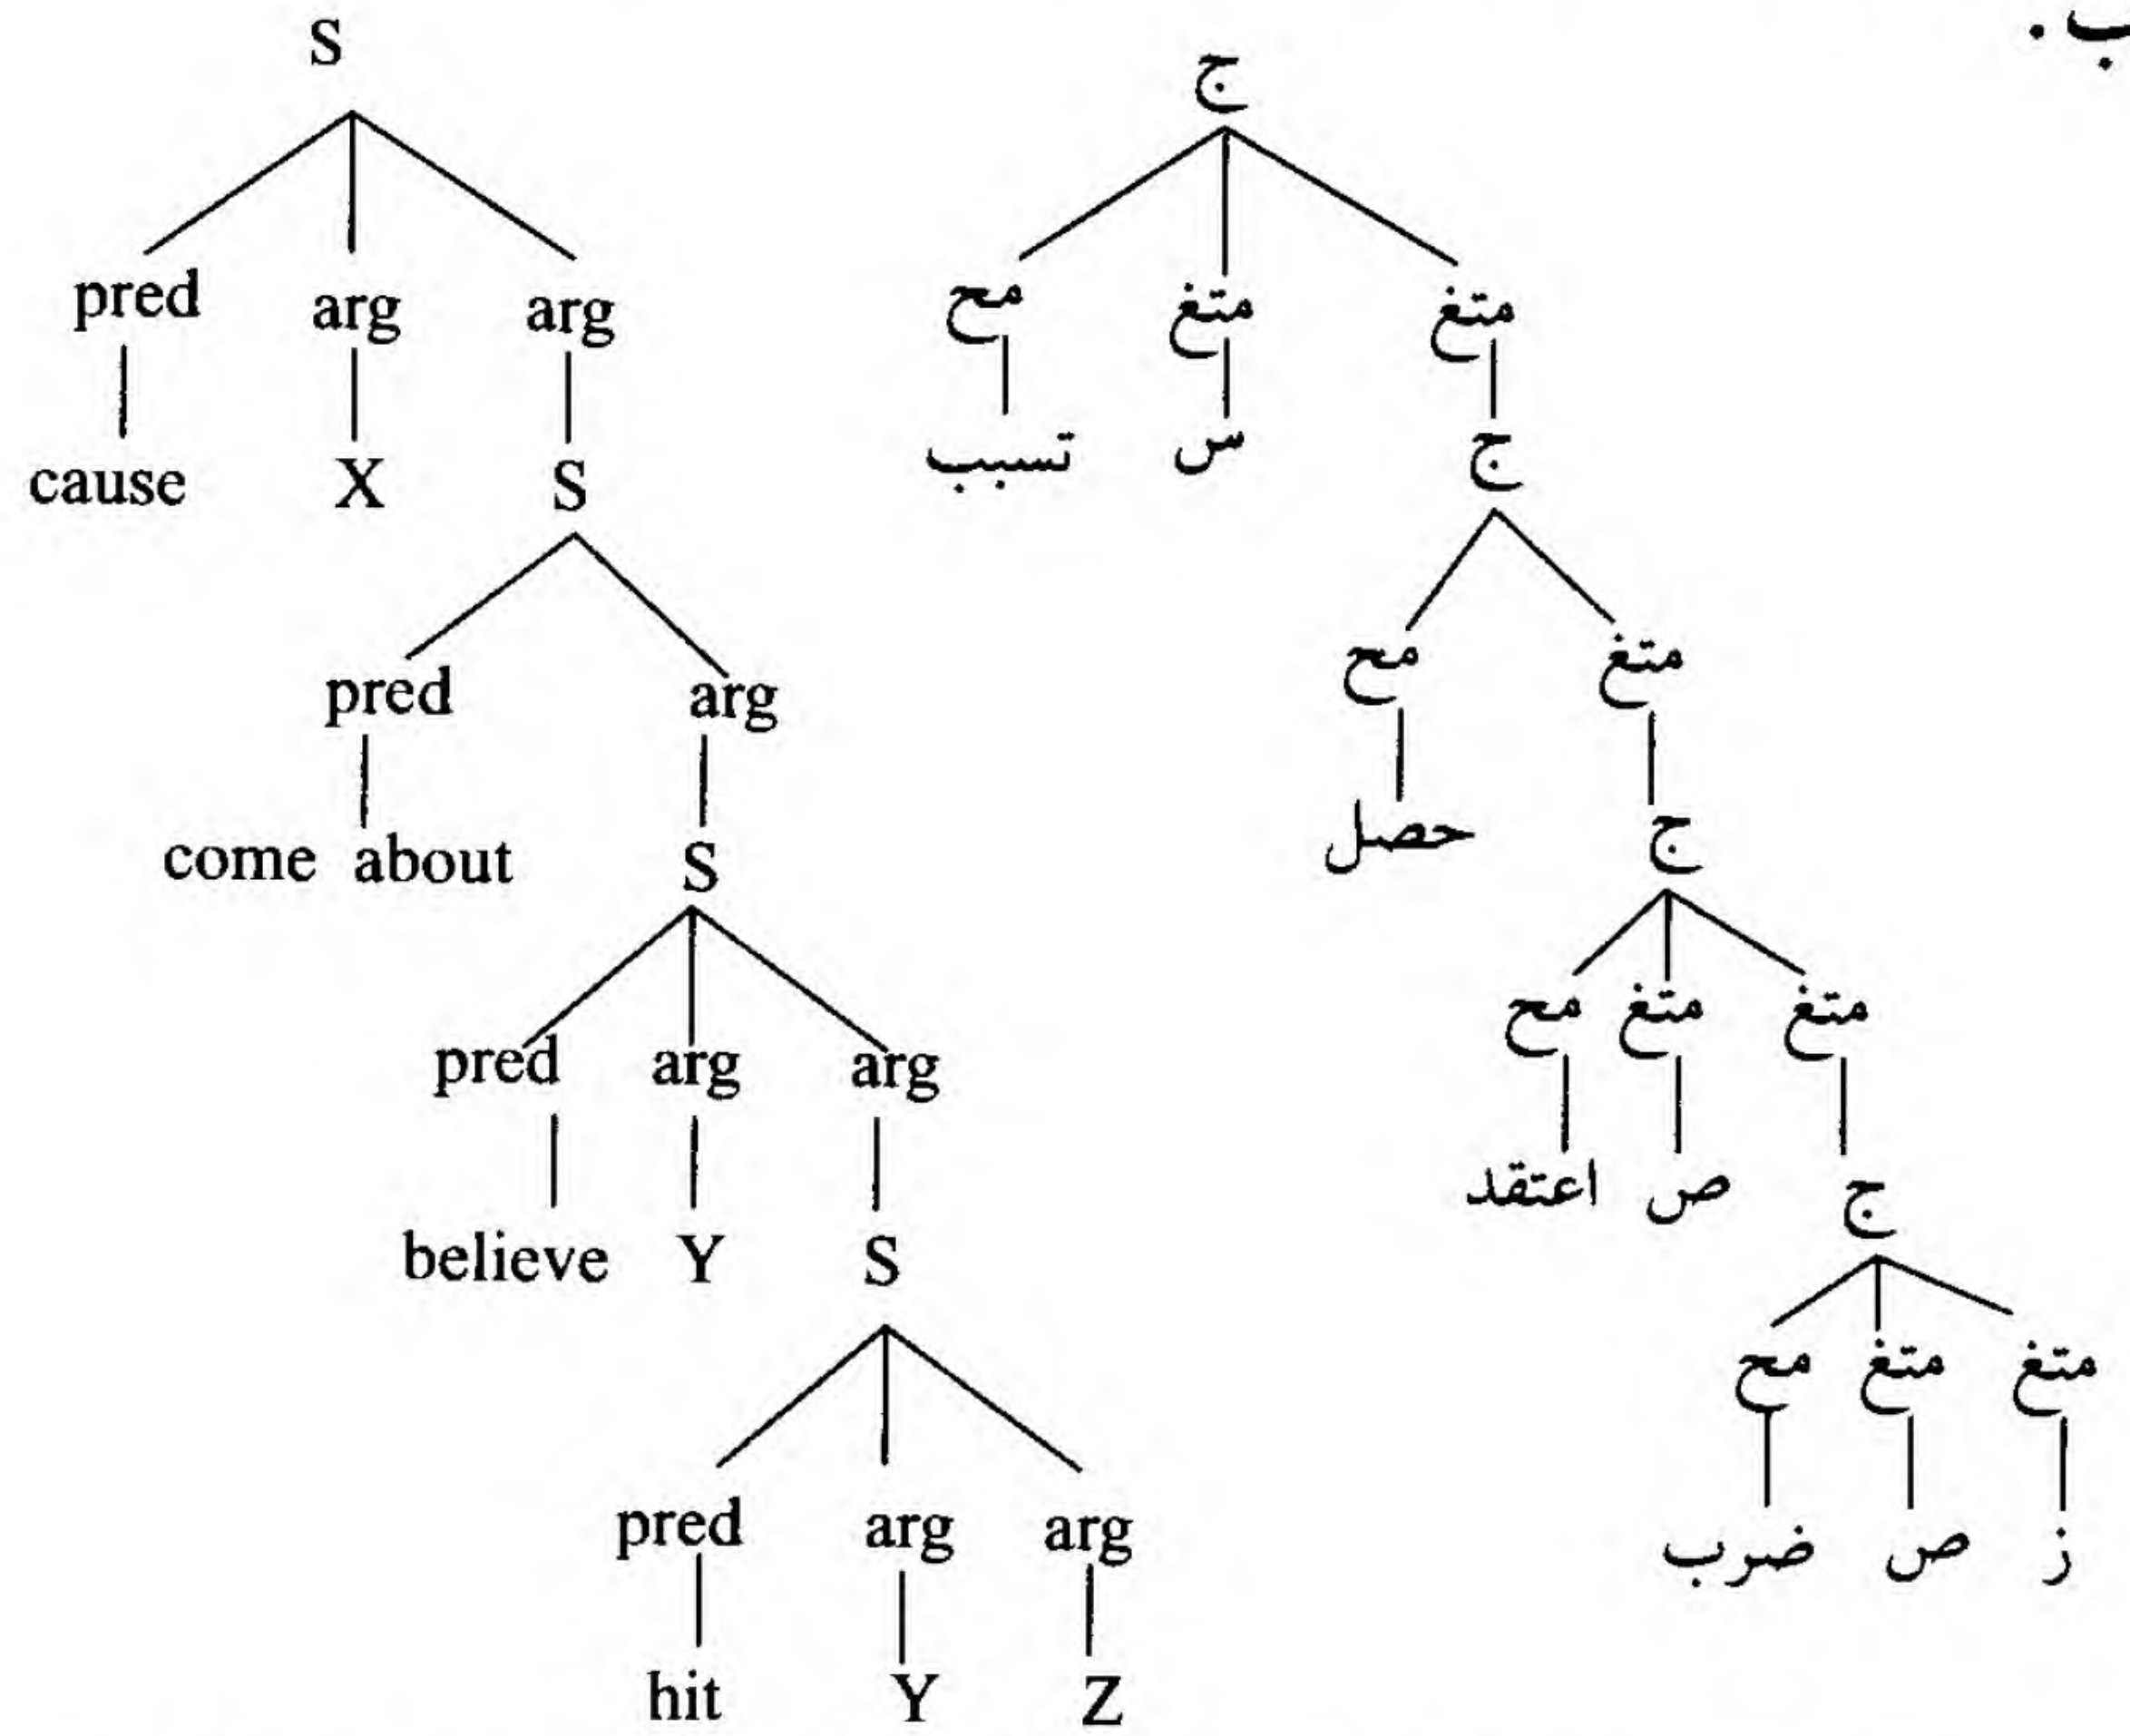 ب .
S
pred arg arg
cause X S
pred arg
come about S
pred arg arg
believe Y S
pred arg arg
hit Y Z
ج
مح متغ متغ
تسبب س ج
مح متغ
حصل ج
مح متغ متغ
اعتقد ص ج
مح متغ متغ
ضرب ص ز